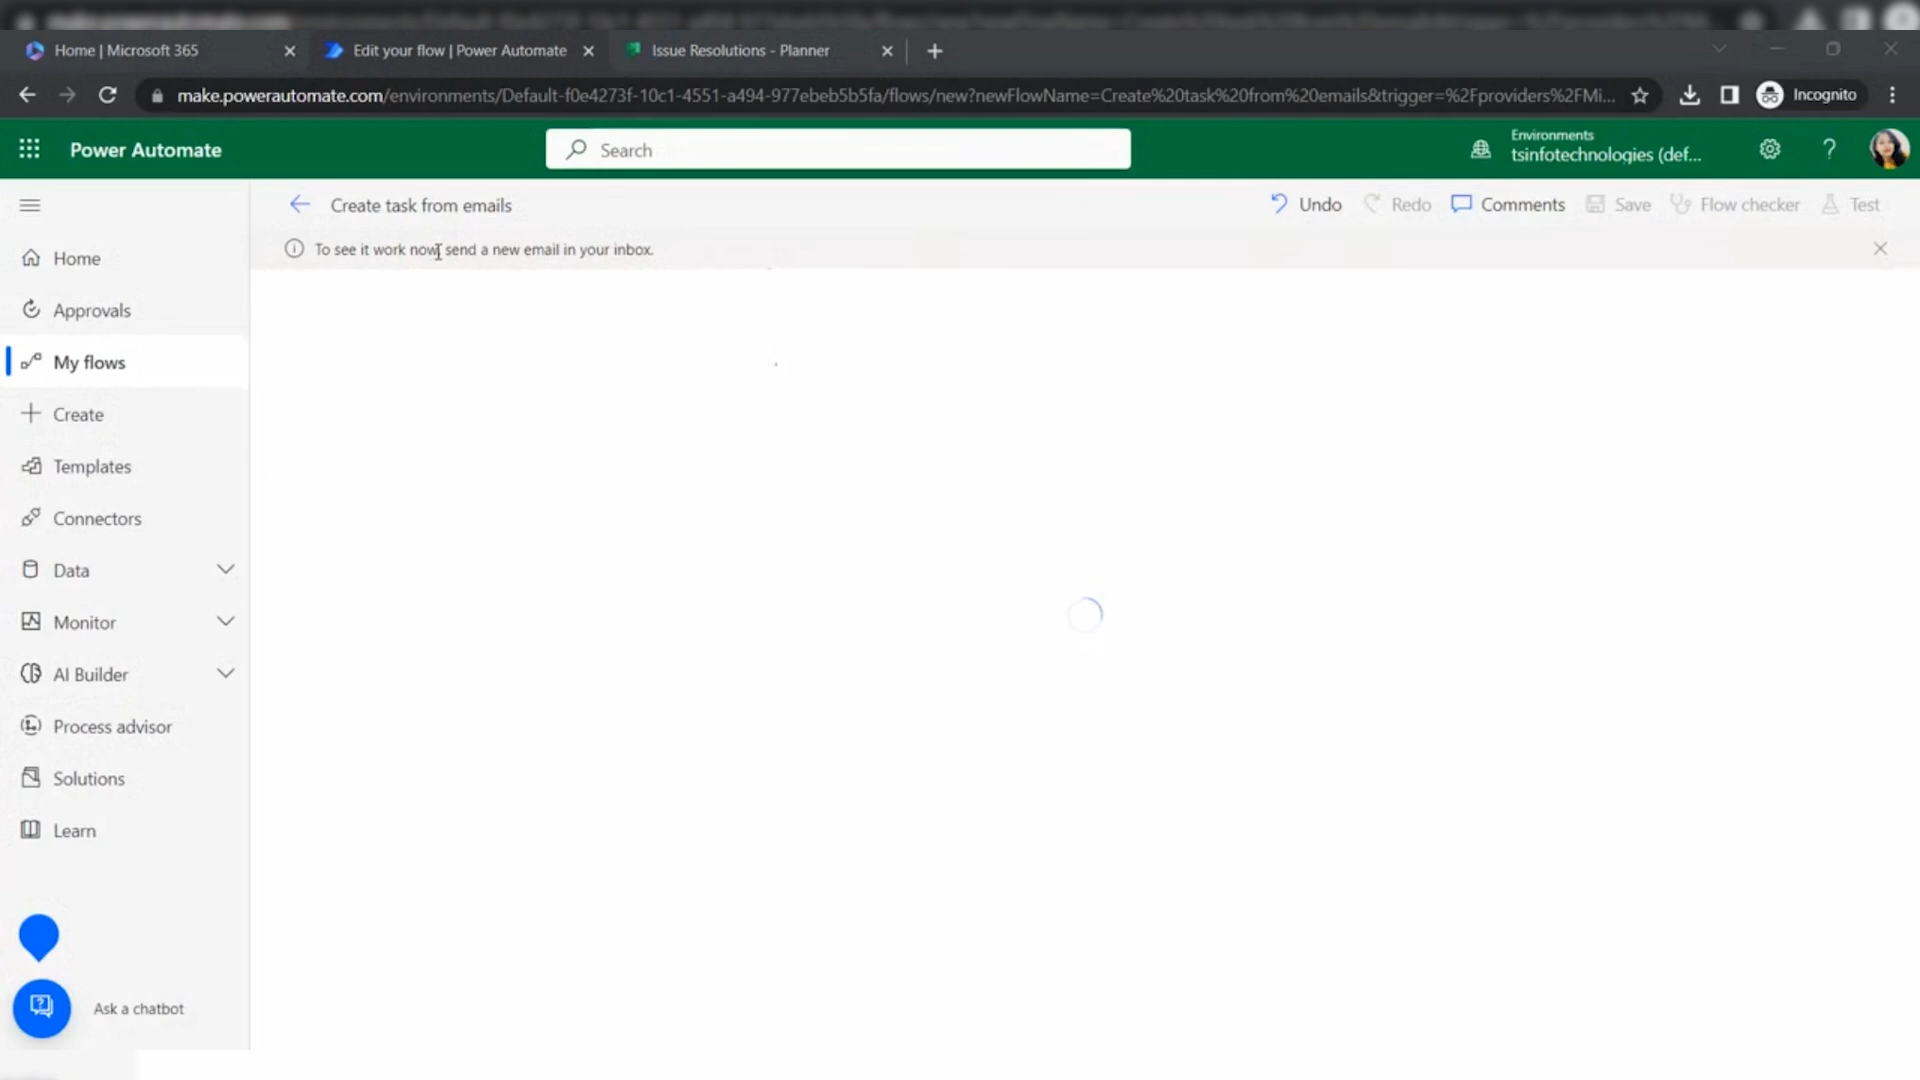 Home | Microsoft 365
Edit your flow | Power Automate
Issue Resolutions - Planner
make.powerautomate.com/environments/Default-f0e4273f-10c1-4551-a494-977ebeb5b5fa/flows/new?newFlowName=Create%20task%20from%20emails&trigger=%2Fproviders%2FMi...
Incognito
Power Automate
Search
Environments
tsinfotechnologies (def...
Create task from emails
Undo
Redo
Comments
Save
Flow checker
Test
To see it work now, send a new email in your inbox.
Home
Approvals
My flows
Create
Templates
Connectors
Data
Monitor
AI Builder
Process advisor
Solutions
Learn
Ask a chatbot